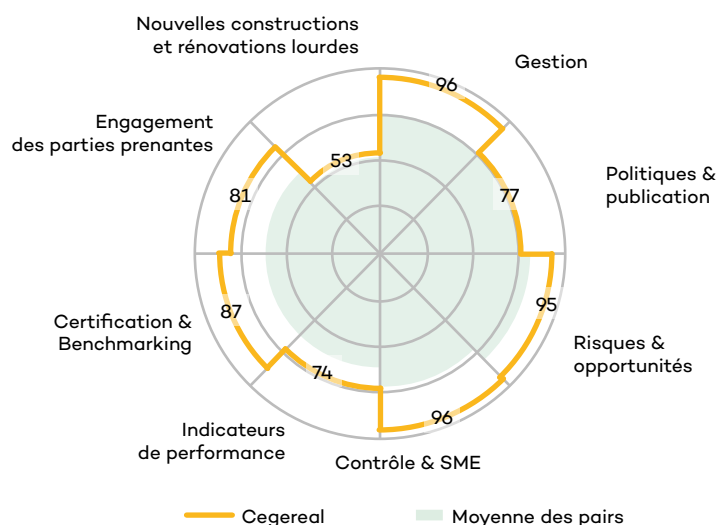 Nouvelles constructions
et rénovations lourdes
Gestion
Engagement
des parties prenantes
Politiques &
publication
96
53
81
77
87
95
74
96
Certification &
Benchmarking
Risques &
opportunités
Indicateurs
de performance
Contrôle & SME
Cegereal
Moyenne des pairs